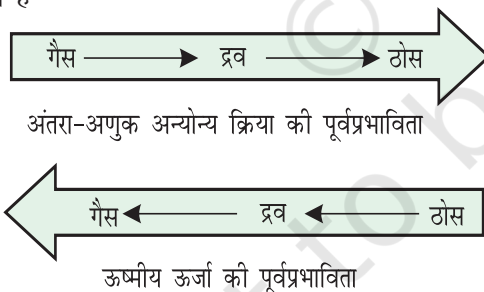 है
गैस द्रव ठोस
अंतरा-अणुक अन्योन्य क्रिया की पूर्वप्रभाविता
गैस द्रव ठोस
ऊष्मीय ऊर्जा की पूर्वप्रभाविता